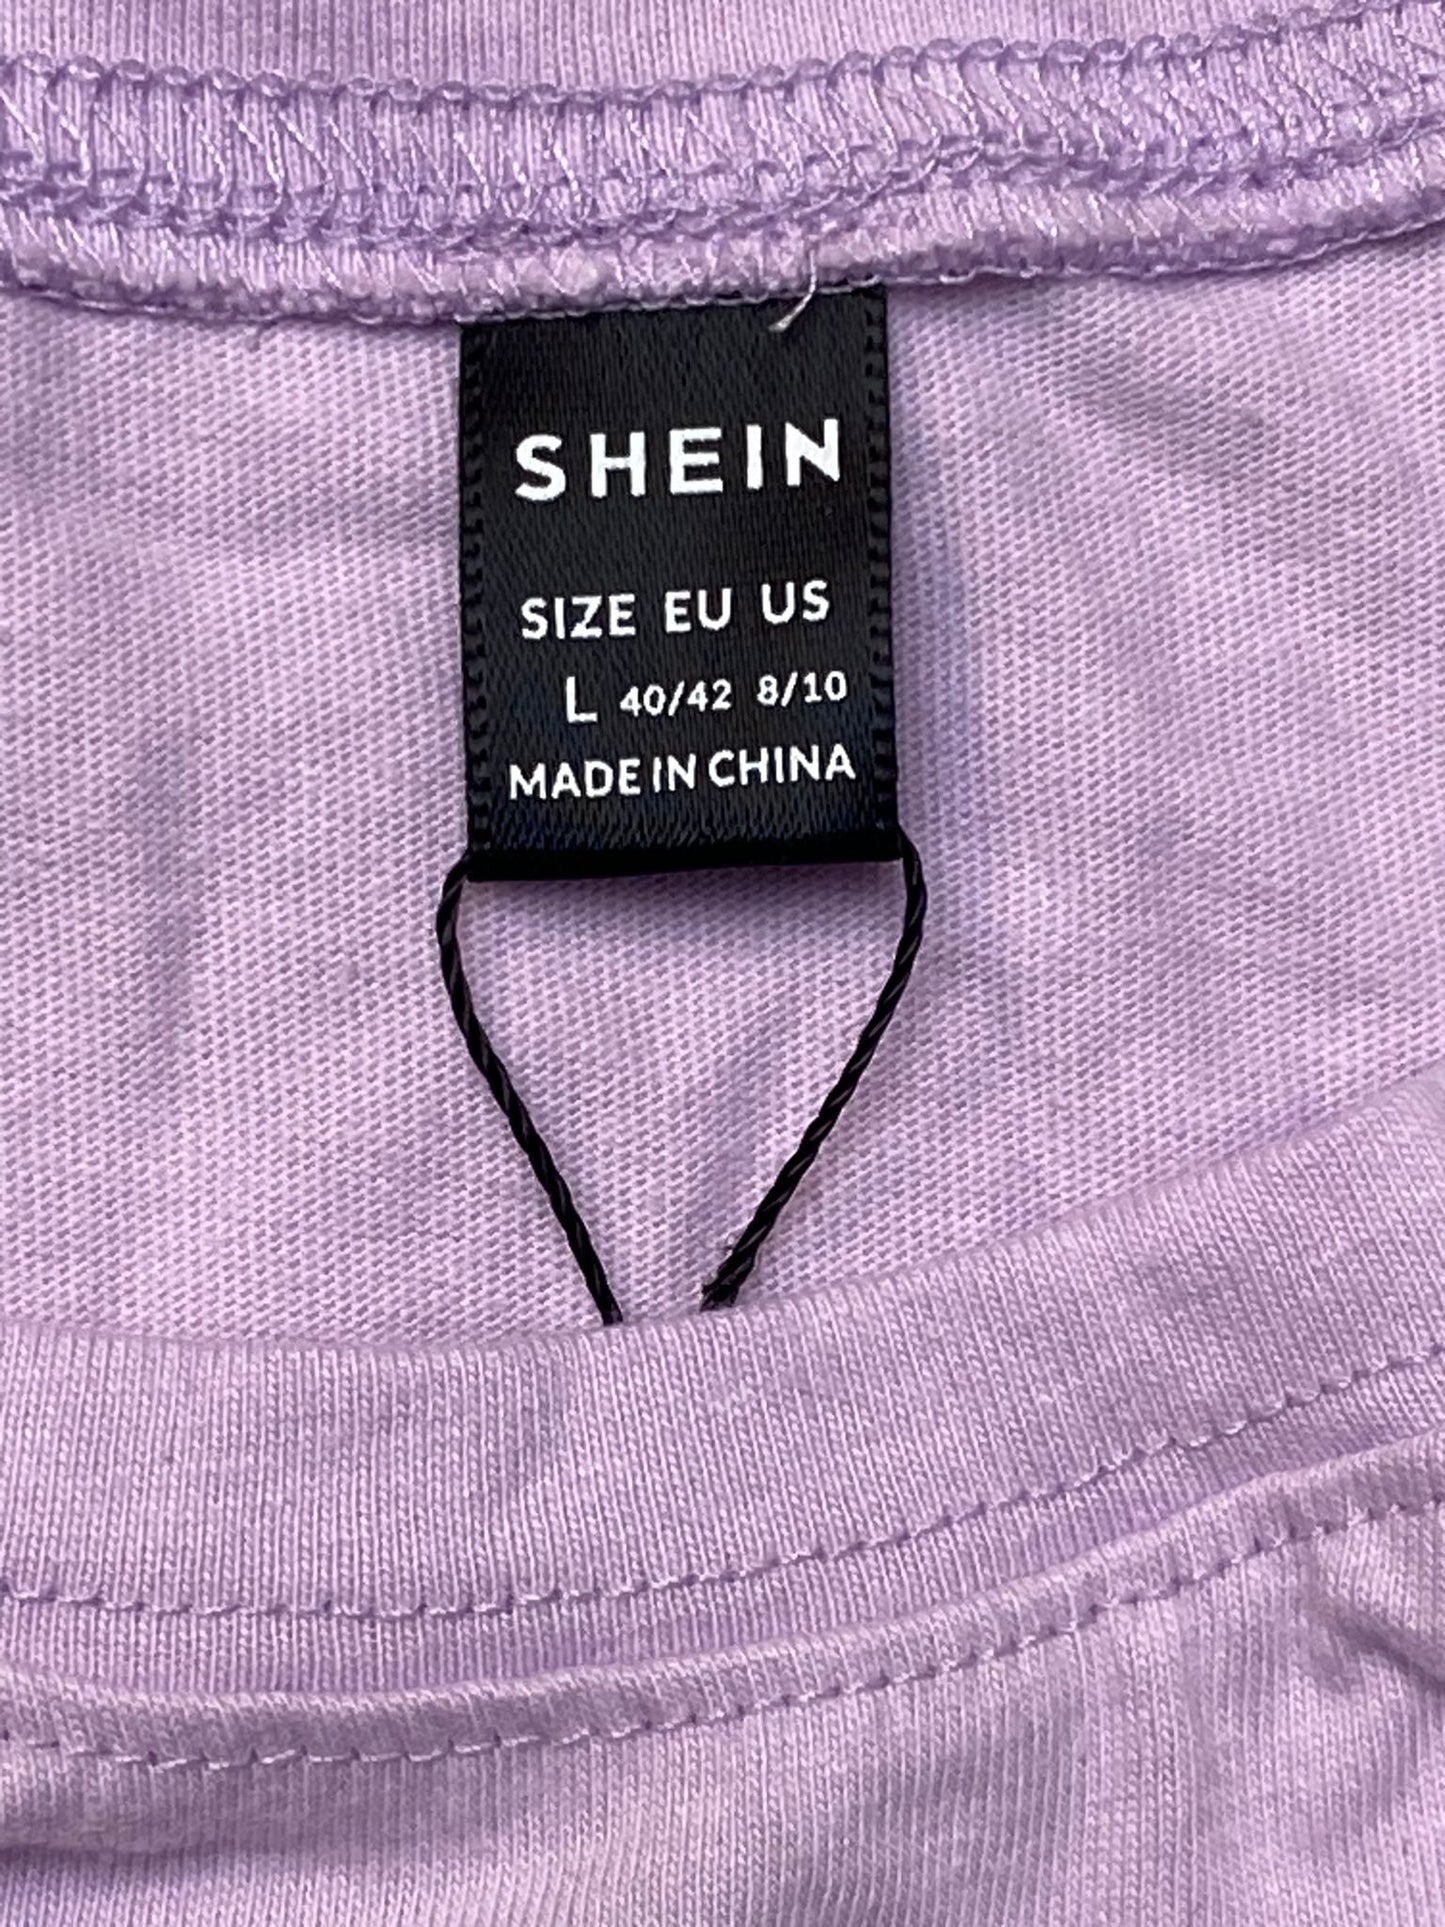 SHEIN
SIZE EU US
L 40/42 8/10
MADE IN CHINA